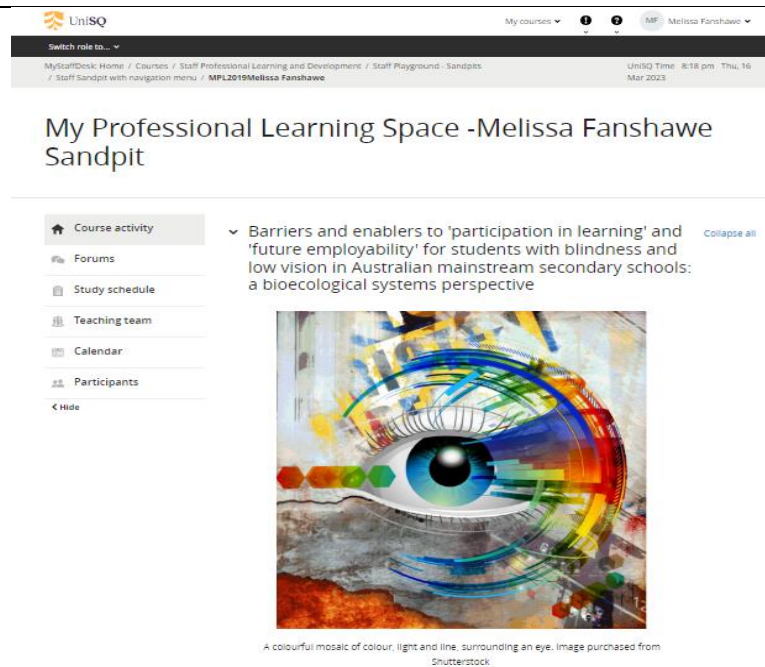 UniSQ
My courses
MF Melissa Fanshawe
Switch role to...
MyStaffDesk: Home / Courses / Staff Professional Learning and Development / Staff Playground - Sandpits
/ Staff Sandpit with navigation menu / MPL2019Melissa Fanshawe
UniSQ Time 8:18 pm Thu, 16
Mar 2023
My Professional Learning Space -Melissa Fanshawe
Sandpit
Course activity
Forums
Study schedule
Teaching team
Calendar
Participants
< Hide
Barriers and enablers to 'participation in learning' and
'future employability' for students with blindness and
low vision in Australian mainstream secondary schools:
a bioecological systems perspective
Collapse all
A colourful mosaic of colour, light and line, surrounding an eye. Image purchased from
Shutterstock